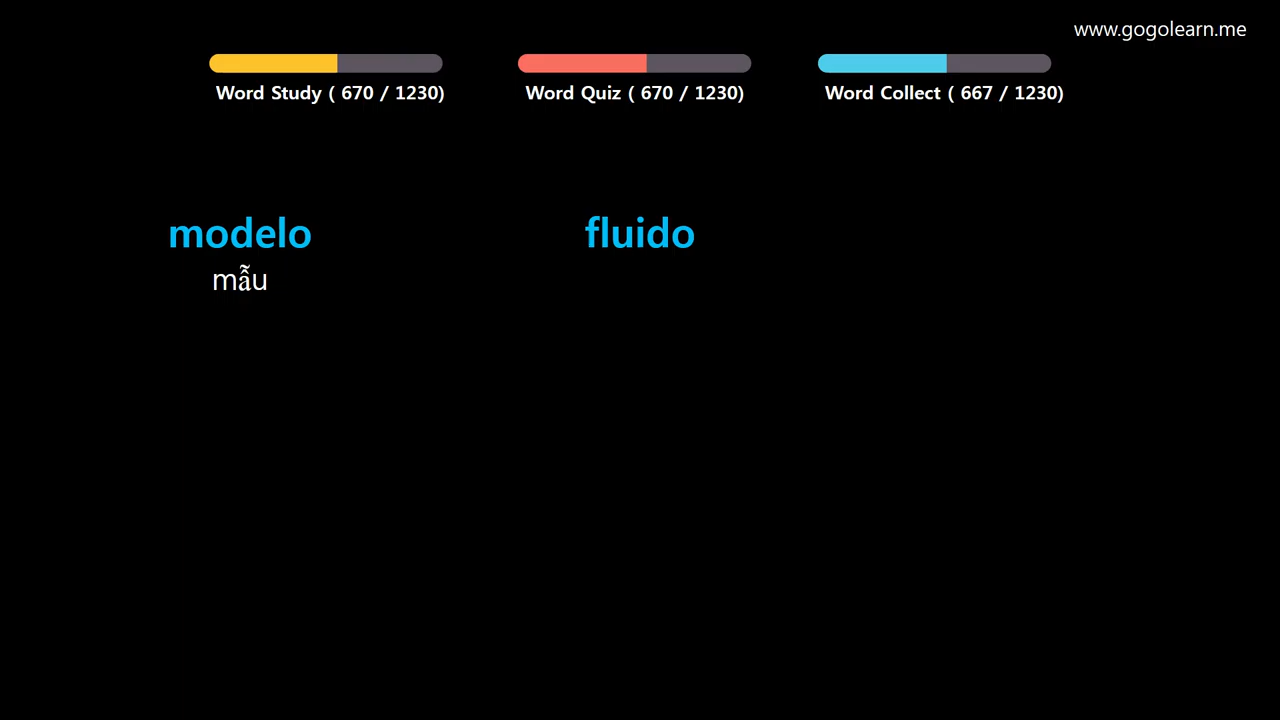 www.gogolearn.me
Word Study ( 670 / 1230)
Word Quiz ( 670 / 1230)
Word Collect ( 667 / 1230)
modelo
mẫu
fluido